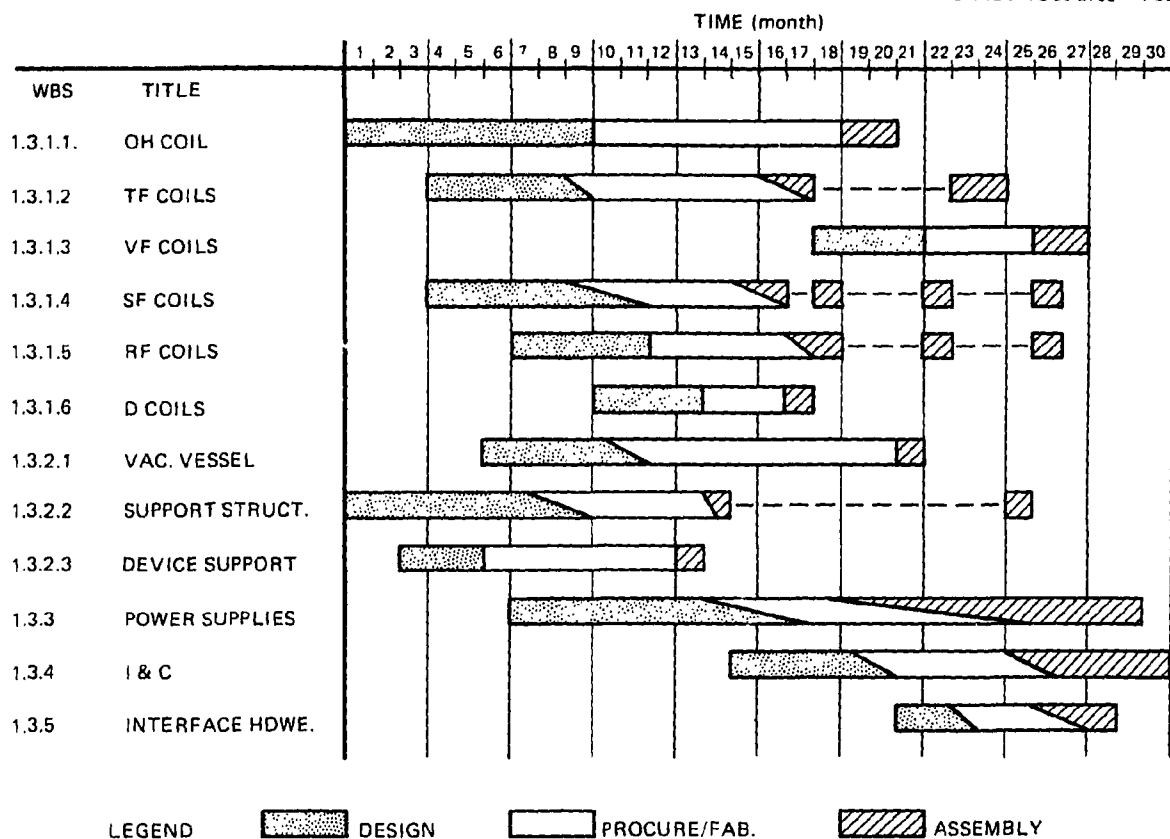 TIME (month)
1 2 3 4 5 6 7 8 9 10 11 12 13 14 15 16 17 18 19 20 21 22 23 24 25 26 27 28 29 30
WBS TITLE
1.3.1.1. OH COIL
1.3.1.2 TF COILS
1.3.1.3 VF COILS
1.3.1.4 SF COILS
1.3.1.5 RF COILS
1.3.1.6 D COILS
1.3.2.1 VAC. VESSEL
1.3.2.2 SUPPORT STRUCT.
1.3.2.3 DEVICE SUPPORT
1.3.3 POWER SUPPLIES
1.3.4 I & C
1.3.5 INTERFACE HDWE.
LEGEND DESIGN PROCURE/FAB. ASSEMBLY